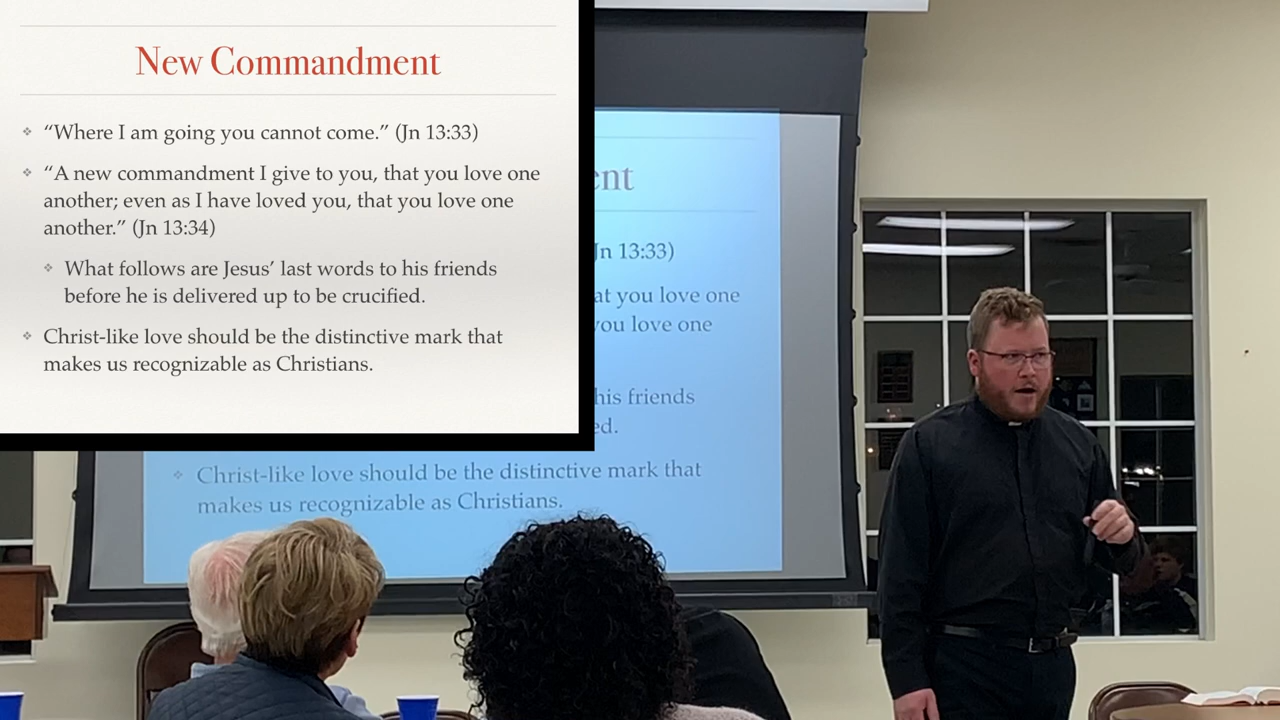 New Commandment
“Where I am going you cannot come.” (Jn 13:33)
“A new commandment I give to you, that you love one
another; even as I have loved you, that you love one
another.” (Jn 13:34)
What follows are Jesus’ last words to his friends
before he is delivered up to be crucified.
Christ-like love should be the distinctive mark that
makes us recognizable as Christians.
ent
(Jn 13:33)
at you love one
you love one
his friends
ed.
Christ-like love should be the distinctive mark that
makes us recognizable as Christians.